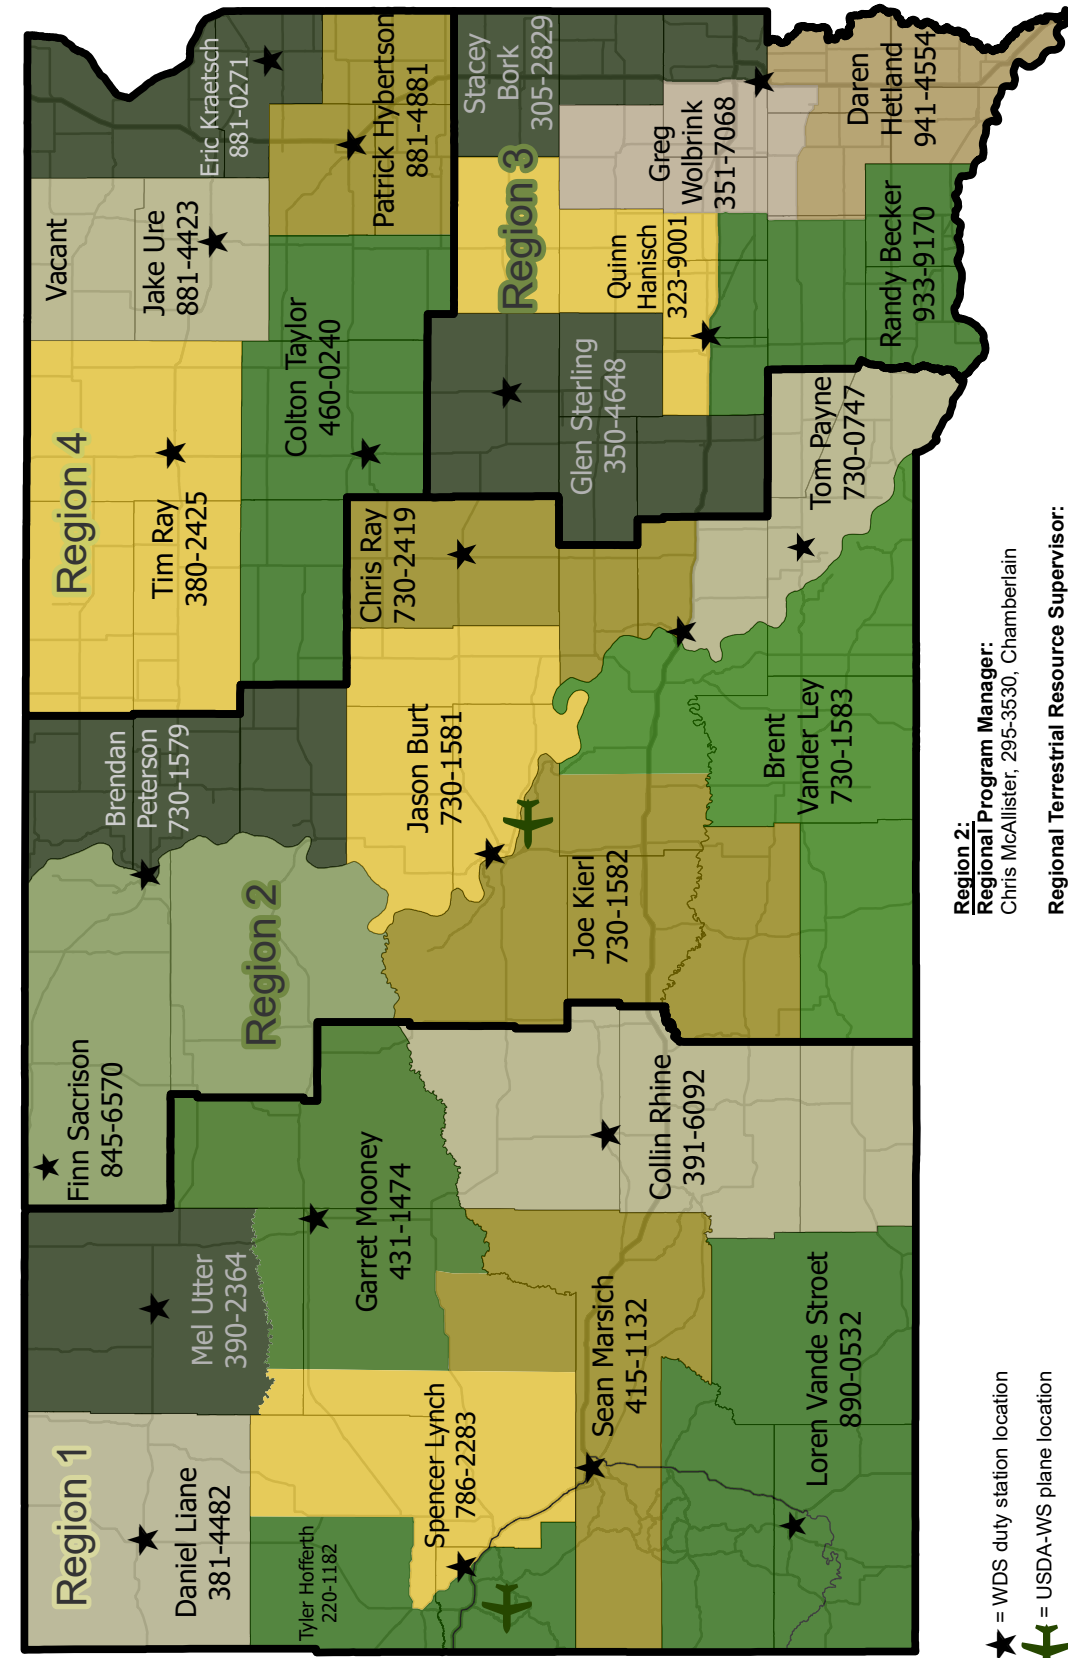 Region 1
Daniel Liane
381-4482
Mel Utter
390-2364
Tyler Hofferth
220-1182
Spencer Lynch
786-2283
Garret Mooney
431-1474
Sean Marsich
415-1132
Collin Rhine
391-6092
Loren Vande Stroet
890-0532
Region 2
Finn Sacrison
845-6570
Brendan
Peterson
730-1579
Jason Burt
730-1581
Chris Ray
730-2419
Joe Kierl
730-1582
Brent
Vander Ley
730-1583
Tom Payne
730-0747
Region 4
Tim Ray
380-2425
Vacant
Jake Ure
881-4423
Eric Kraetsch
881-0271
Colton Taylor
460-0240
Patrick Hybertson
881-4881
Region 3
Stacey
Bork
305-2829
Glen Sterling
350-4648
Quinn
Hanisch
323-9001
Greg
Wolbrink
351-7068
Daren
Hetland
941-4554
Randy Becker
933-9170
= WDS duty station location
= USDA-WS plane location
Region 2:
Regional Program Manager:
Chris McAllister, 295-3530, Chamberlain
Regional Terrestrial Resource Supervisor: